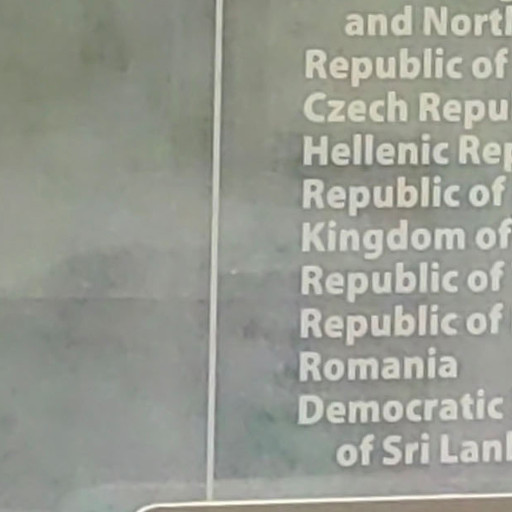 and North
Republic of
Czech Repu
Hellenic Rep
Republic of
Kingdom of
Republic of
Republic of
Romania
Democratic
of Sri Lank